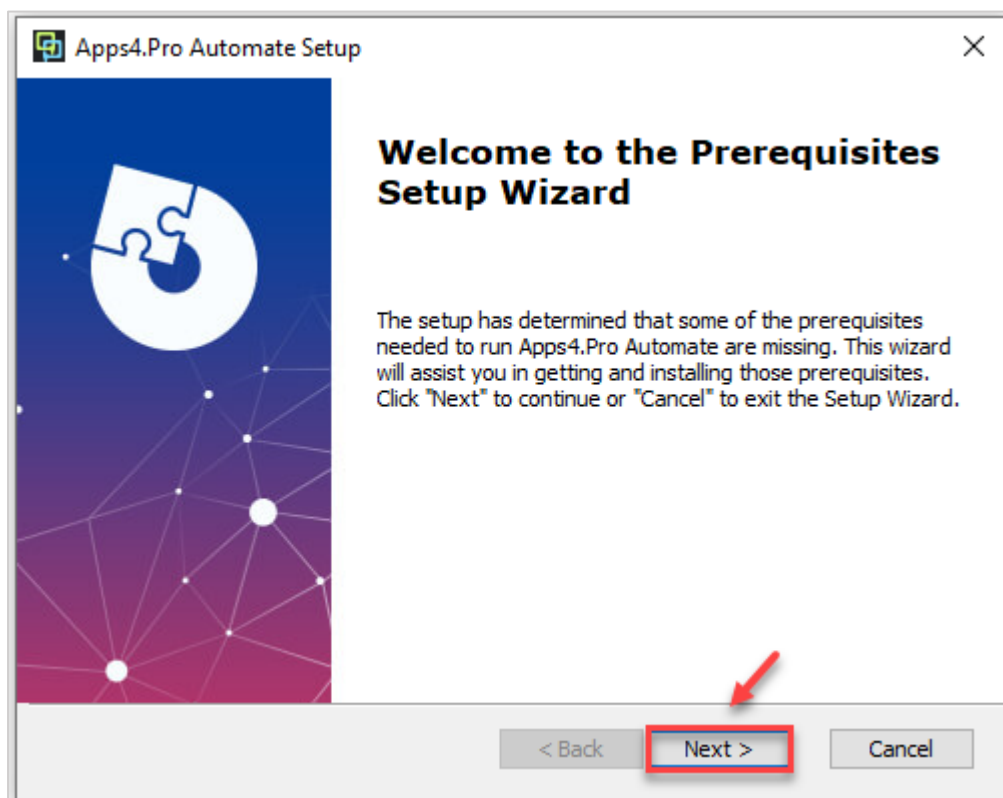 Apps4.Pro Automate Setup
Welcome to the Prerequisites
Setup Wizard
The setup has determined that some of the prerequisites
needed to run Apps4.Pro Automate are missing. This wizard
will assist you in getting and installing those prerequisites.
Click "Next" to continue or "Cancel" to exit the Setup Wizard.
< Back
Next >
Cancel